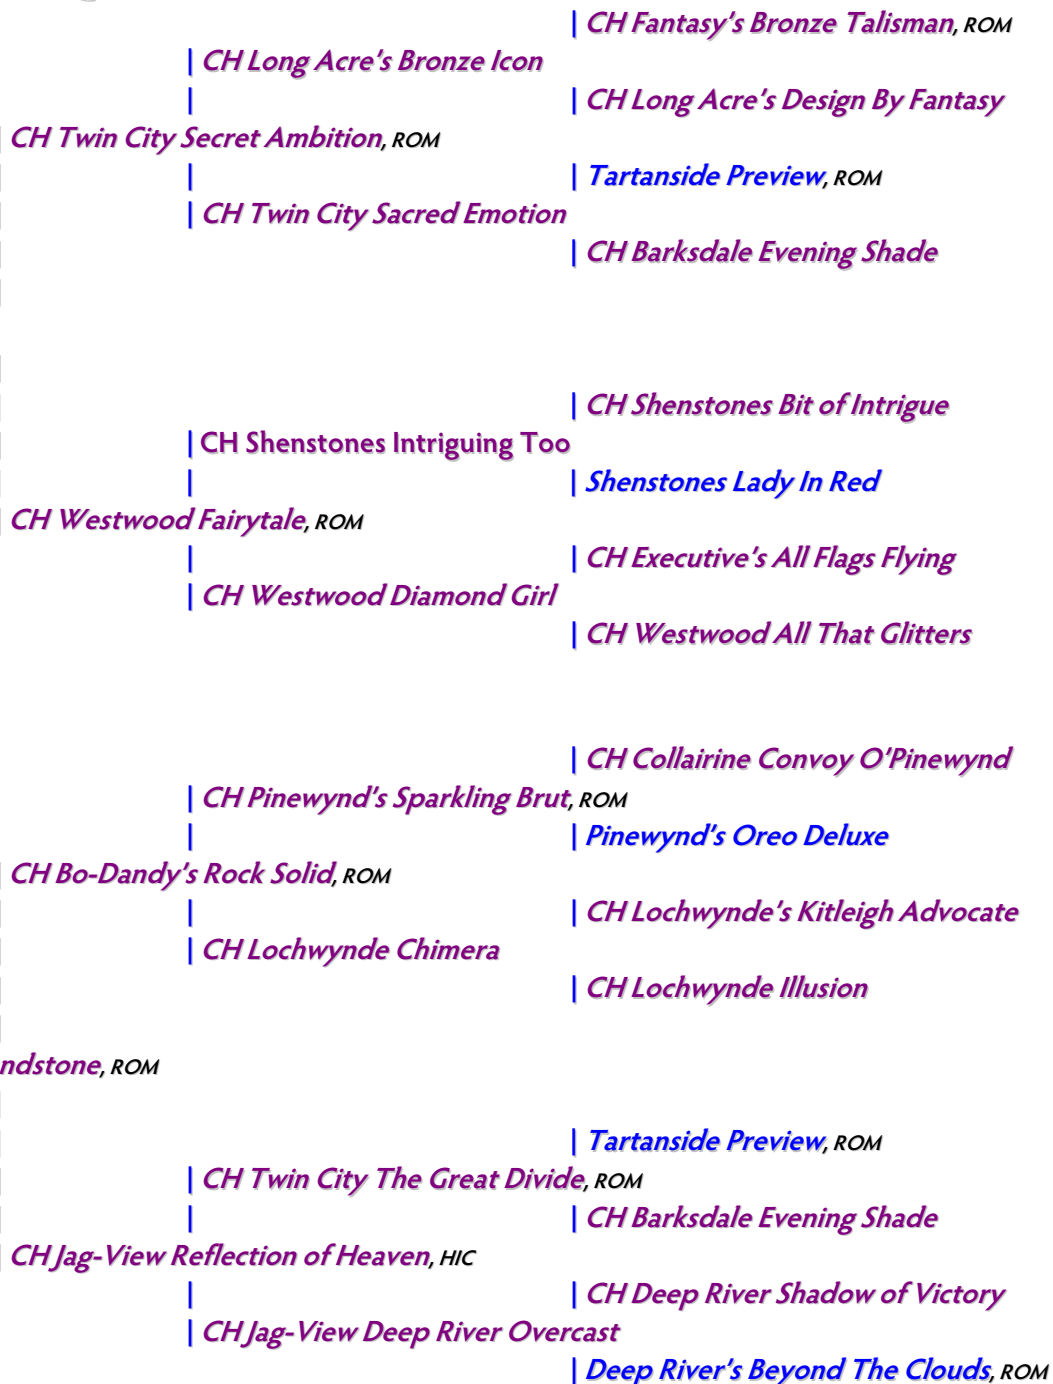 | CH Fantasy's Bronze Talisman, ROM
| CH Long Acre's Bronze Icon
| | CH Long Acre's Design By Fantasy
CH Twin City Secret Ambition, ROM
| | Tartanside Preview, ROM
| CH Twin City Sacred Emotion
| CH Barksdale Evening Shade
| CH Shenstones Bit of Intrigue
| CH Shenstones Intriguing Too
| | Shenstones Lady In Red
CH Westwood Fairytale, ROM
| | CH Executive's All Flags Flying
| CH Westwood Diamond Girl
| CH Westwood All That Glitters
| CH Collairine Convoy O'Pinewynd
| CH Pinewynd's Sparkling Brut, ROM
| | Pinewynd's Oreo Deluxe
CH Bo-Dandy's Rock Solid, ROM
| | CH Lochwynde's Kitleigh Advocate
| CH Lochwynde Chimera
| CH Lochwynde Illusion
ndstone, ROM
| Tartanside Preview, ROM
| CH Twin City The Great Divide, ROM
| | CH Barksdale Evening Shade
CH Jag-View Reflection of Heaven, HIC
| | CH Deep River Shadow of Victory
| CH Jag-View Deep River Overcast
| Deep River's Beyond The Clouds, ROM